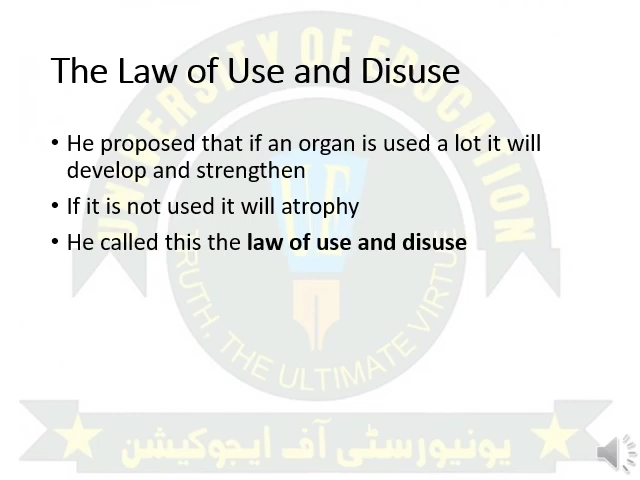 UNIVERSITY OF EDUCATION
The Law of Use and Disuse
• He proposed that if an organ is used a lot it will
develop and strengthen
• If it is not used it will atrophy
• He called this the law of use and disuse
UE
TRUTH, THE ULTIMATE VIRTUE
یونیورسٹی آف ایجوکیشن